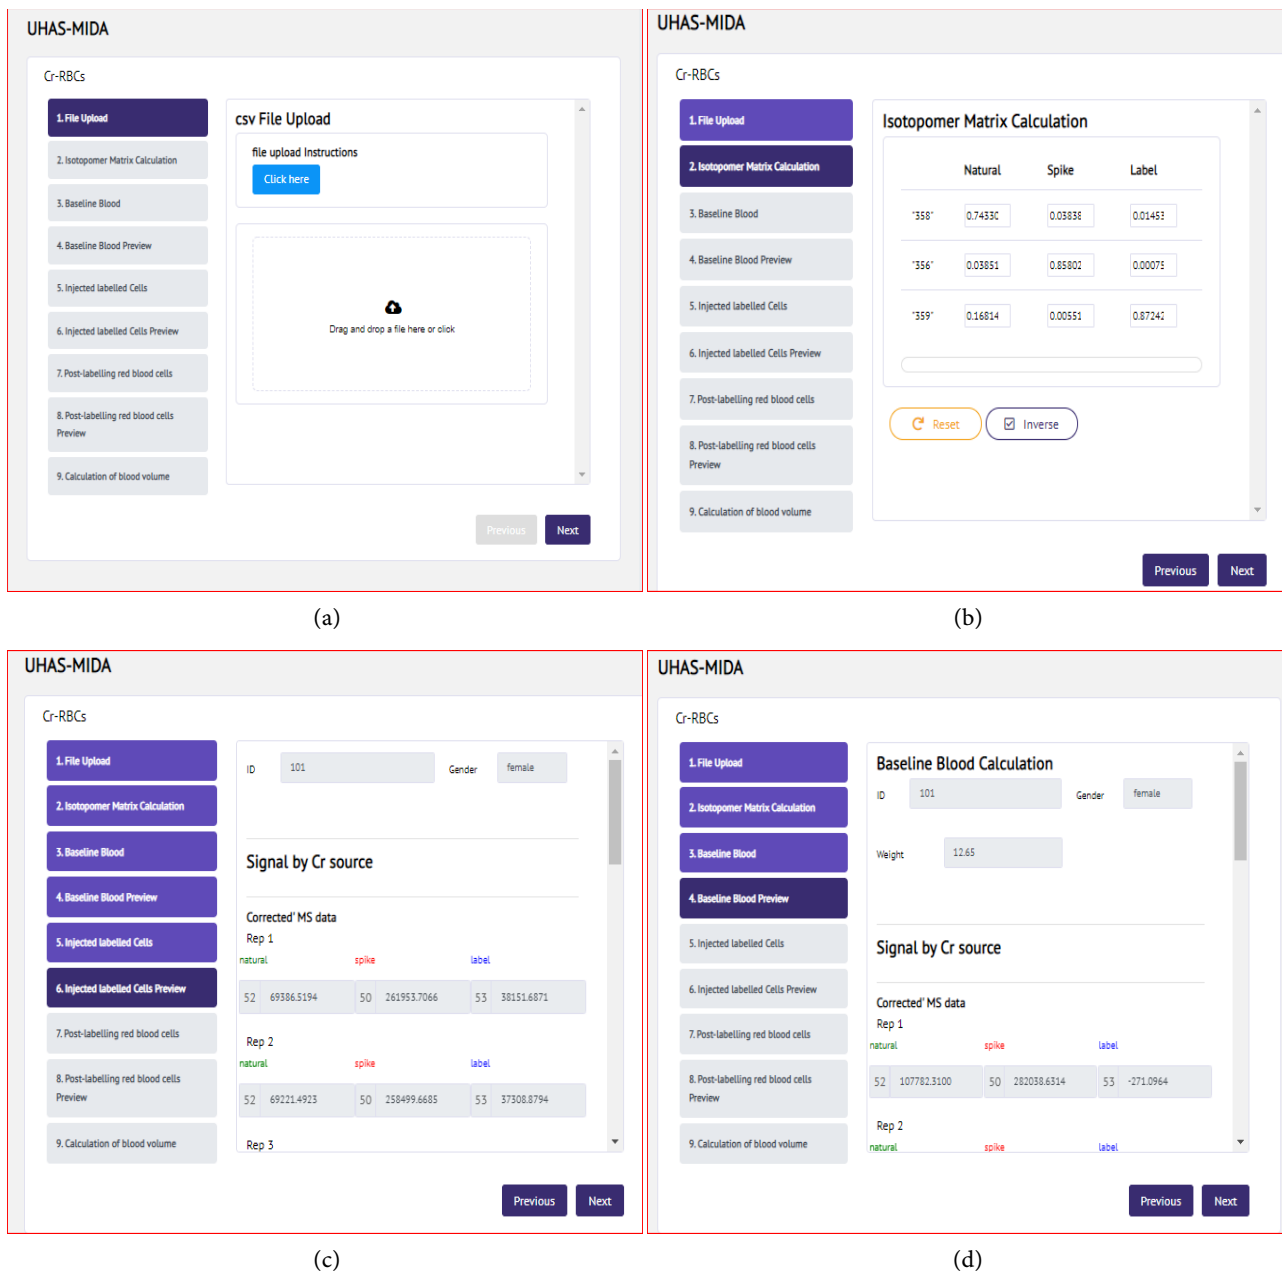 UHAS-MIDA
Cr-RBCs
1. File Upload
2. Isotopomer Matrix Calculation
3. Baseline Blood
4. Baseline Blood Preview
5. Injected labelled Cells
6. Injected labelled Cells Preview
7. Post-labelling red blood cells
8. Post-labelling red blood cells
Preview
9. Calculation of blood volume
csv File Upload
file upload Instructions
Click here
Drag and drop a file here or click
Previous Next
(a)
UHAS-MIDA
Cr-RBCs
1. File Upload
2. Isotopomer Matrix Calculation
3. Baseline Blood
4. Baseline Blood Preview
5. Injected labelled Cells
6. Injected labelled Cells Preview
7. Post-labelling red blood cells
8. Post-labelling red blood cells
Preview
9. Calculation of blood volume
Isotopomer Matrix Calculation
Natural Spike Label
"358" 0.7433 0.0383 0.0145
"356" 0.03851 0.85802 0.00075
"359" 0.16814 0.00551 0.8724
Reset Inverse
Previous Next
(b)
UHAS-MIDA
Cr-RBCs
1. File Upload
2. Isotopomer Matrix Calculation
3. Baseline Blood
4. Baseline Blood Preview
5. Injected labelled Cells
6. Injected labelled Cells Preview
7. Post-labelling red blood cells
8. Post-labelling red blood cells
Preview
9. Calculation of blood volume
ID 101 Gender female
Signal by Cr source
Corrected' MS data
Rep 1
natural spike label
52 69386.5194 50 261953.7066 53 38151.6871
Rep 2
natural spike label
52 69221.4923 50 258499.6685 53 37308.8794
Rep 3
Previous Next
(c)
UHAS-MIDA
Cr-RBCs
1. File Upload
2. Isotopomer Matrix Calculation
3. Baseline Blood
4. Baseline Blood Preview
5. Injected labelled Cells
6. Injected labelled Cells Preview
7. Post-labelling red blood cells
8. Post-labelling red blood cells
Preview
9. Calculation of blood volume
Baseline Blood Calculation
ID 101 Gender female
Weight 12.65
Signal by Cr source
Corrected' MS data
Rep 1
natural spike label
52 107782.3100 50 282038.6314 53 -271.0964
Rep 2
natural spike label
Previous Next
(d)